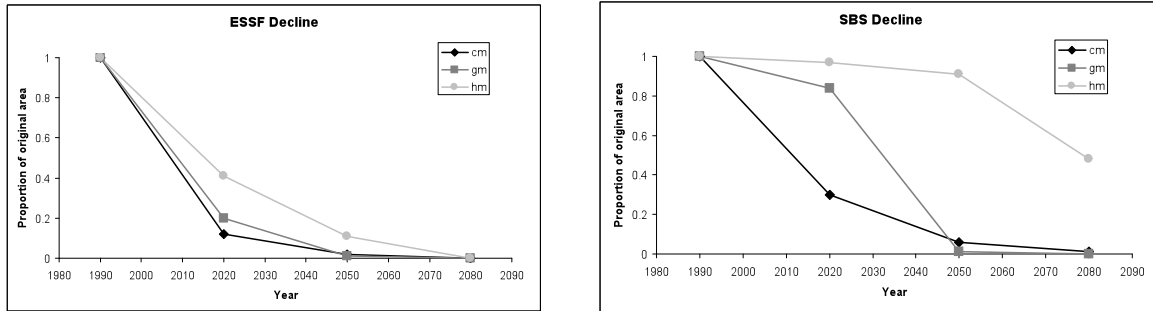 ESSF Decline
cm
gm
hm
1
0.8
0.6
0.4
0.2
0
1980 1990 2000 2010 2020 2030 2040 2050 2060 2070 2080 2090
Proportion of original area
Year
SBS Decline
cm
gm
hm
1
0.8
0.6
0.4
0.2
0
1980 1990 2000 2010 2020 2030 2040 2050 2060 2070 2080 2090
Proportion of original area
Year